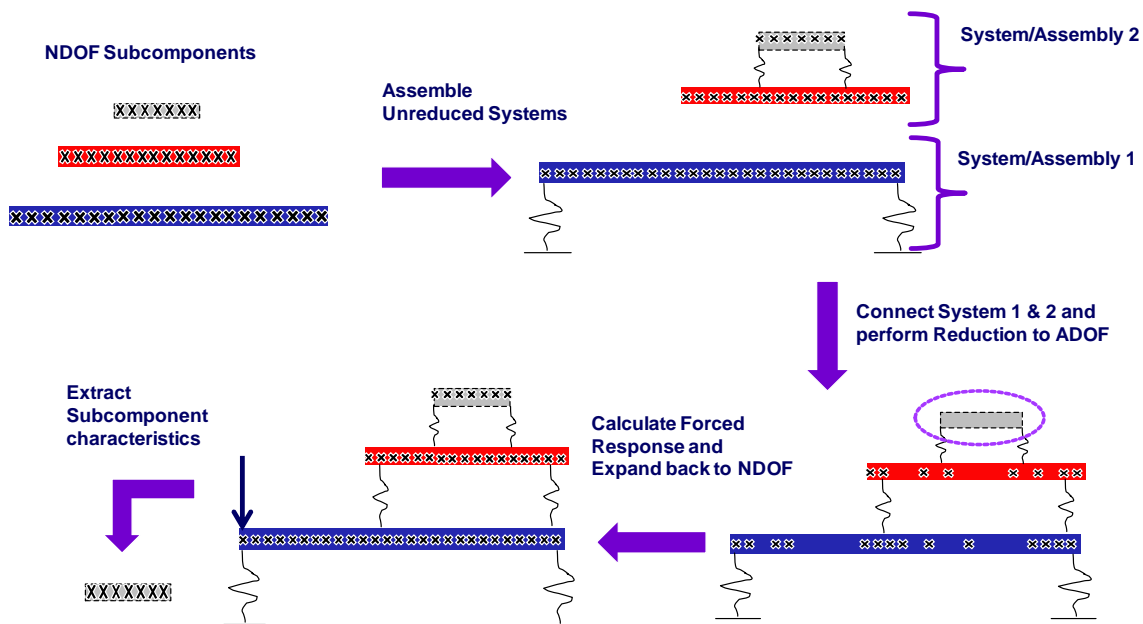 NDOF Subcomponents
Assemble
Unreduced Systems
System/Assembly 2
System/Assembly 1
Connect System 1 & 2 and
perform Reduction to ADOF
Calculate Forced
Response and
Expand back to NDOF
Extract
Subcomponent
characteristics